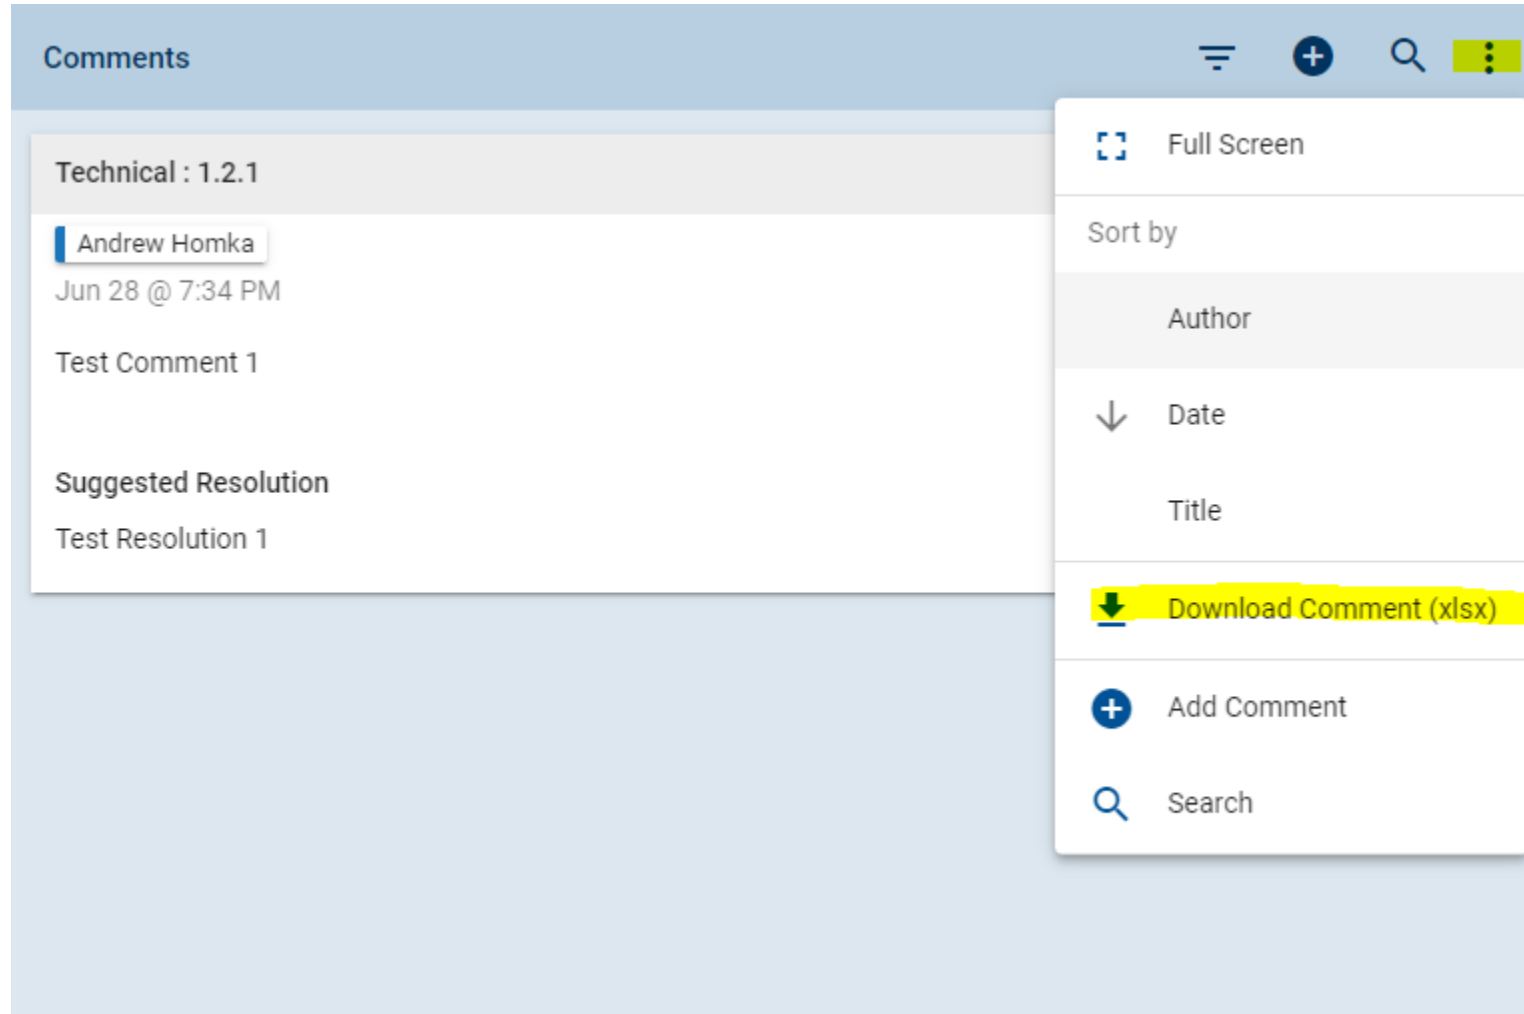 Comments
Technical : 1.2.1
Andrew Homka
Jun 28 @ 7:34 PM
Test Comment 1
Suggested Resolution
Test Resolution 1
Full Screen
Sort by
Author
Date
Title
Download Comment (xlsx)
Add Comment
Search